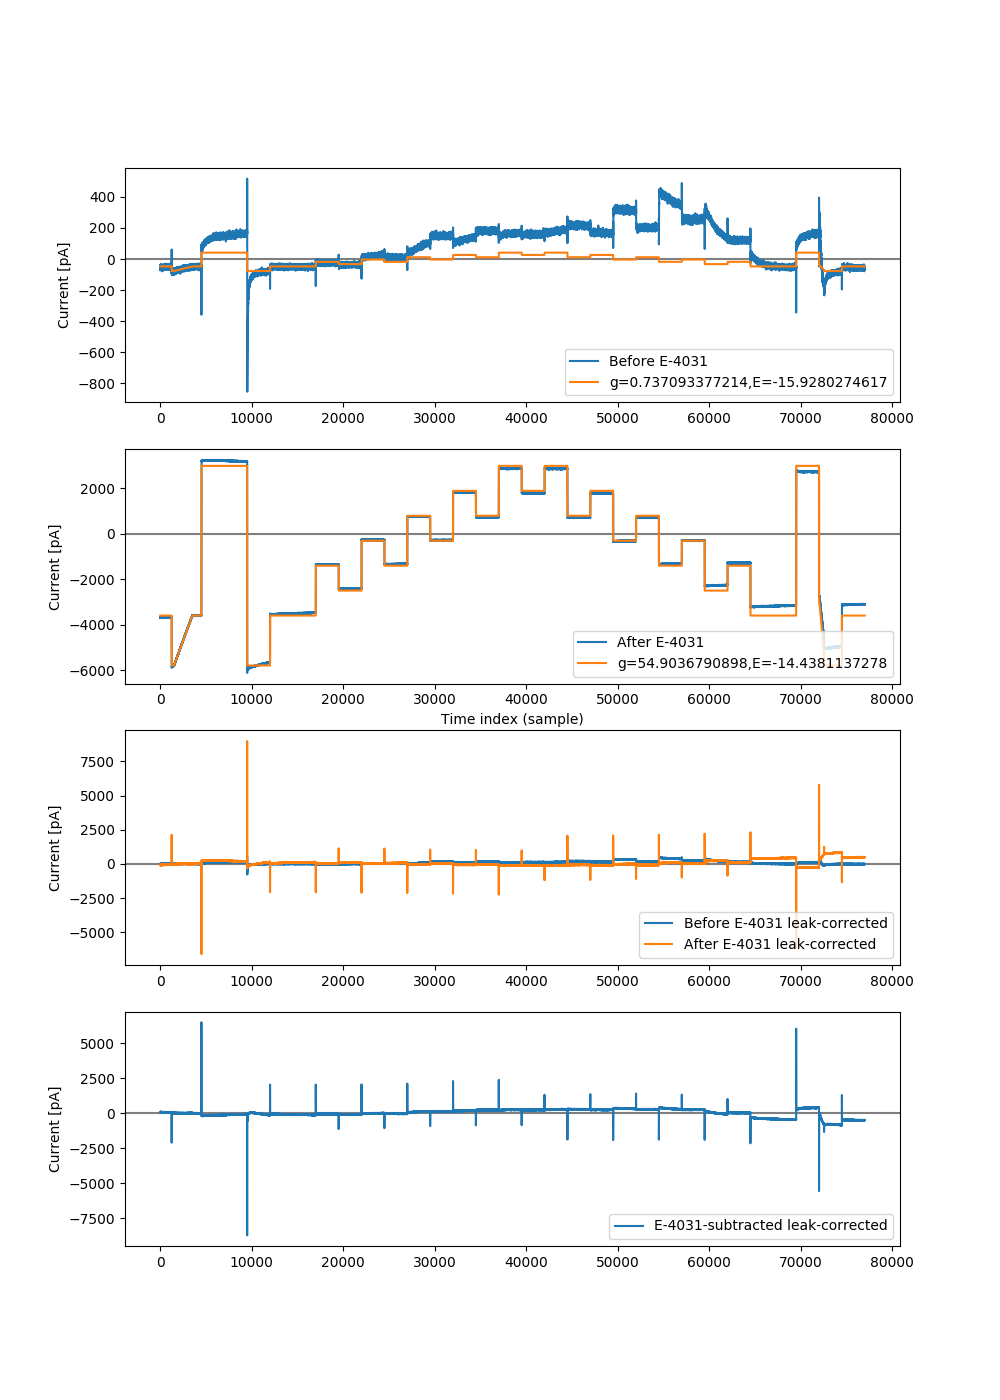 400
200
0
−200
−400
−600
−800
Current [pA]
Before E-4031
g=0.737093377214,E=-15.9280274617
0 10000 20000 30000 40000 50000 60000 70000 80000
2000
0
−2000
−4000
−6000
Current [pA]
After E-4031
g=54.9036790898,E=-14.4381137278
0 10000 20000 30000 40000 50000 60000 70000 80000
Time index (sample)
7500
5000
2500
0
−2500
−5000
Current [pA]
Before E-4031 leak-corrected
After E-4031 leak-corrected
0 10000 20000 30000 40000 50000 60000 70000 80000
5000
2500
0
−2500
−5000
−7500
Current [pA]
E-4031-subtracted leak-corrected
0 10000 20000 30000 40000 50000 60000 70000 80000